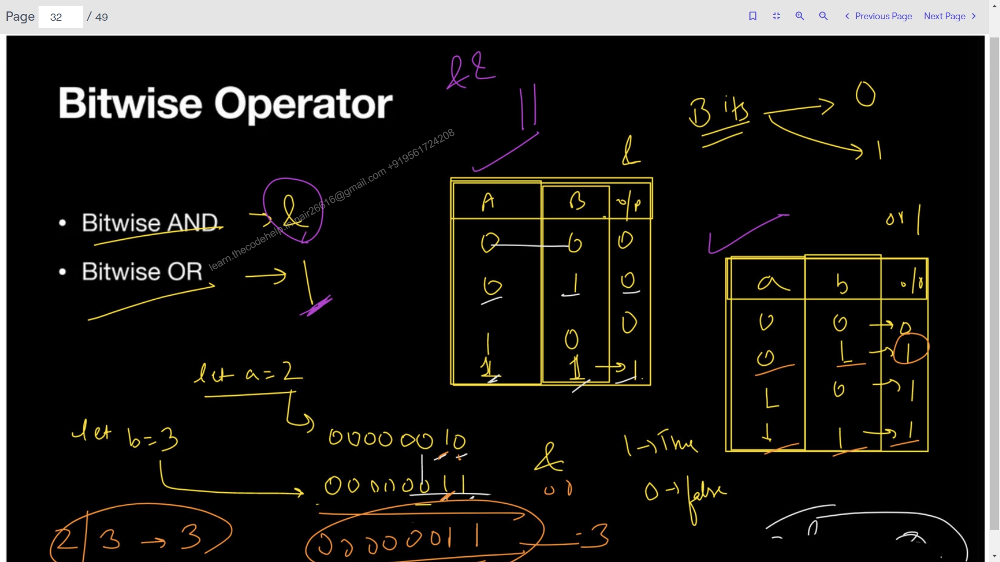 Page 32 / 49
Previous Page Next Page
&&
||
Bitwise Operator
Bits → 0
→ 1
learn.thecodehelp.in nair26616@gmail.com +919561724208
• Bitwise AND → &
• Bitwise OR → |
&
A B o/p
0 0 0
0 1 0
1 0 0
1 1 → 1
or |
a b o/p
0 0 → 0
0 1 → 1
1 0 → 1
1 1 → 1
let a = 2
let b = 3
00000010
00000011
&
1 → True
0 → false
2 | 3 → 3
00000011 = 3